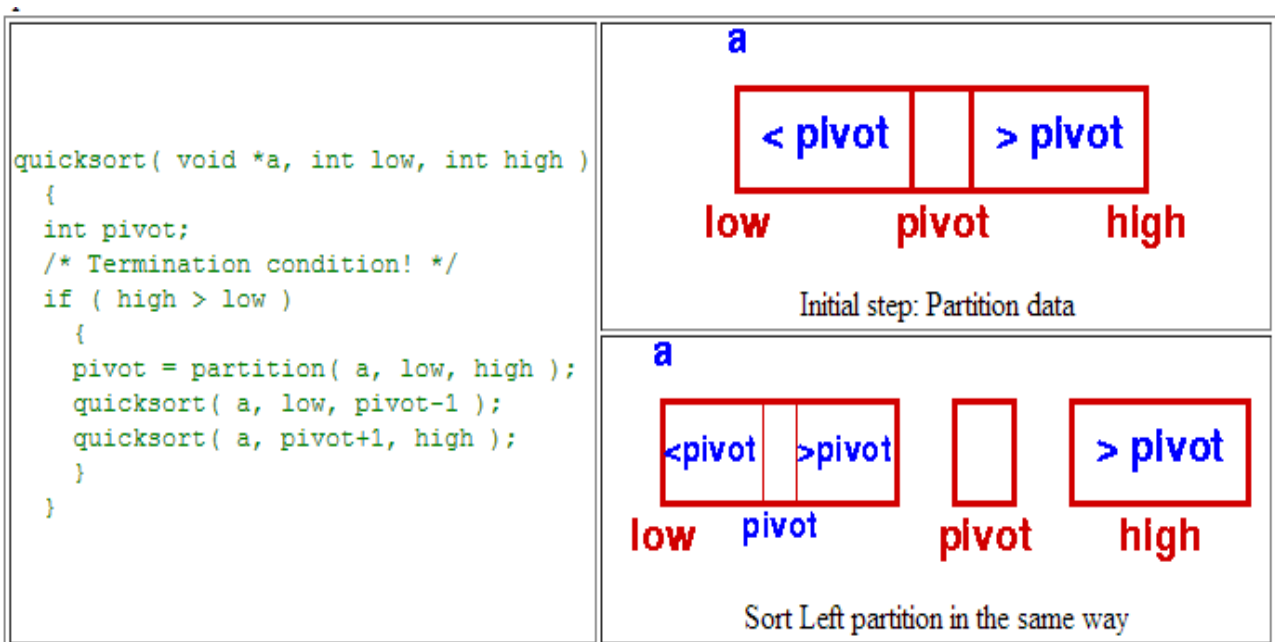 quicksort( void *a, int low, int high )
{
int pivot;
/* Termination condition! */
if ( high > low )
{
pivot = partition( a, low, high );
quicksort( a, low, pivot-1 );
quicksort( a, pivot+1, high );
}
}
a
< pivot > pivot
low pivot high
Initial step: Partition data
a
<pivot >pivot > pivot
low pivot pivot high
Sort Left partition in the same way